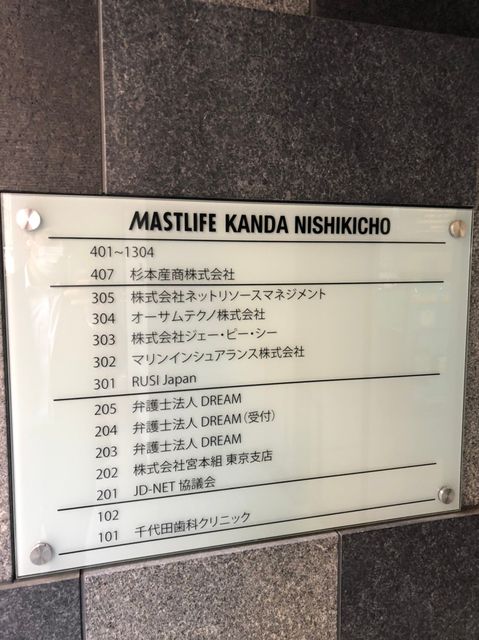 MASTLIFE KANDA NISHIKICHO
401~1304
407 杉本産商株式会社
305 株式会社ネットリソースマネジメント
304 オーサムテクノ株式会社
303 株式会社ジェー・ピー・シー
302 マリンインシュアランス株式会社
301 RUSI Japan
205 弁護士法人 DREAM
204 弁護士法人 DREAM(受付)
203 弁護士法人 DREAM
202 株式会社宮本組 東京支店
201 JD-NET 協議会
102
101 千代田歯科クリニック